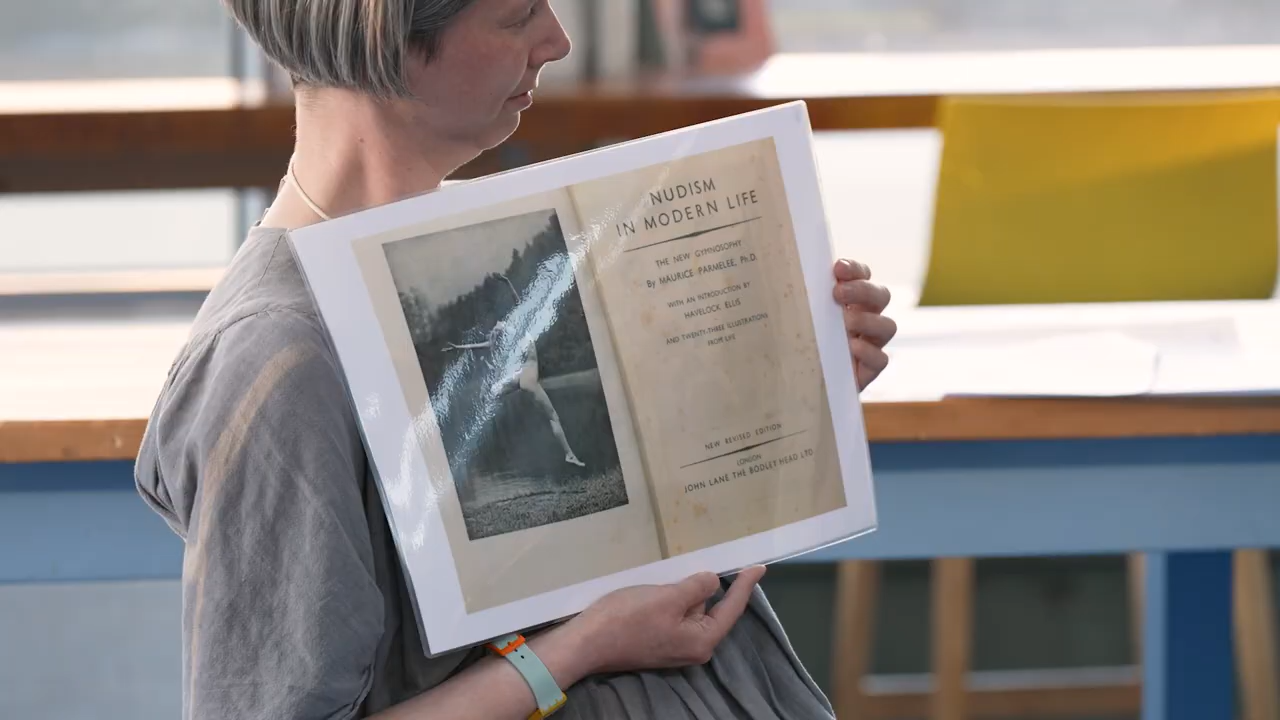 NUDISM
IN MODERN LIFE
THE NEW GYMNOSOPHY
By MAURICE PARMELEE, Ph.D.
WITH AN INTRODUCTION BY
HAVELOCK ELLIS
AND TWENTY-THREE ILLUSTRATIONS
FROM LIFE
NEW REVISED EDITION
LONDON
JOHN LANE THE BODLEY HEAD LTD